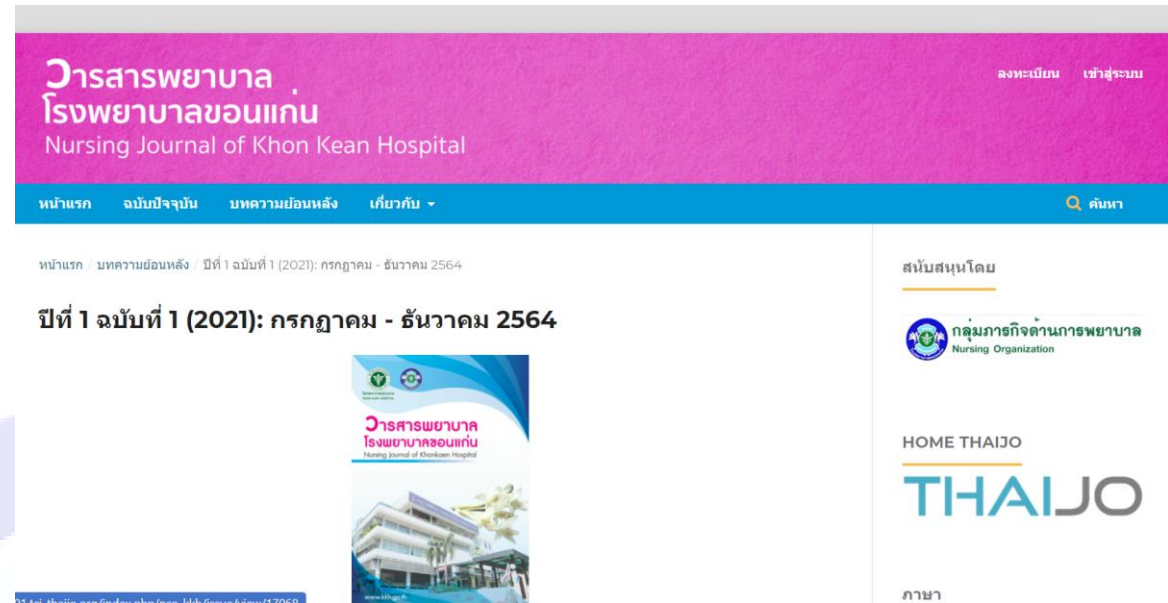 วารสารพยาบาล
โรงพยาบาลขอนแก่น
Nursing Journal of Khon Kean Hospital
ลงทะเบียน เข้าสู่ระบบ
หน้าแรก ฉบับปัจจุบัน บทความย้อนหลัง เกี่ยวกับ
ค้นหา
หน้าแรก / บทความย้อนหลัง / ปีที่ 1 ฉบับที่ 1 (2021): กรกฎาคม - ธันวาคม 2564
ปีที่ 1 ฉบับที่ 1 (2021): กรกฎาคม - ธันวาคม 2564
วารสารพยาบาล
โรงพยาบาลขอนแก่น
Nursing Journal of Khonkaen Hospital
www.kkh.go.th
สนับสนุนโดย
กลุ่มภารกิจด้านการพยาบาล
Nursing Organization
HOME THAIJO
THAIJO
ภาษา